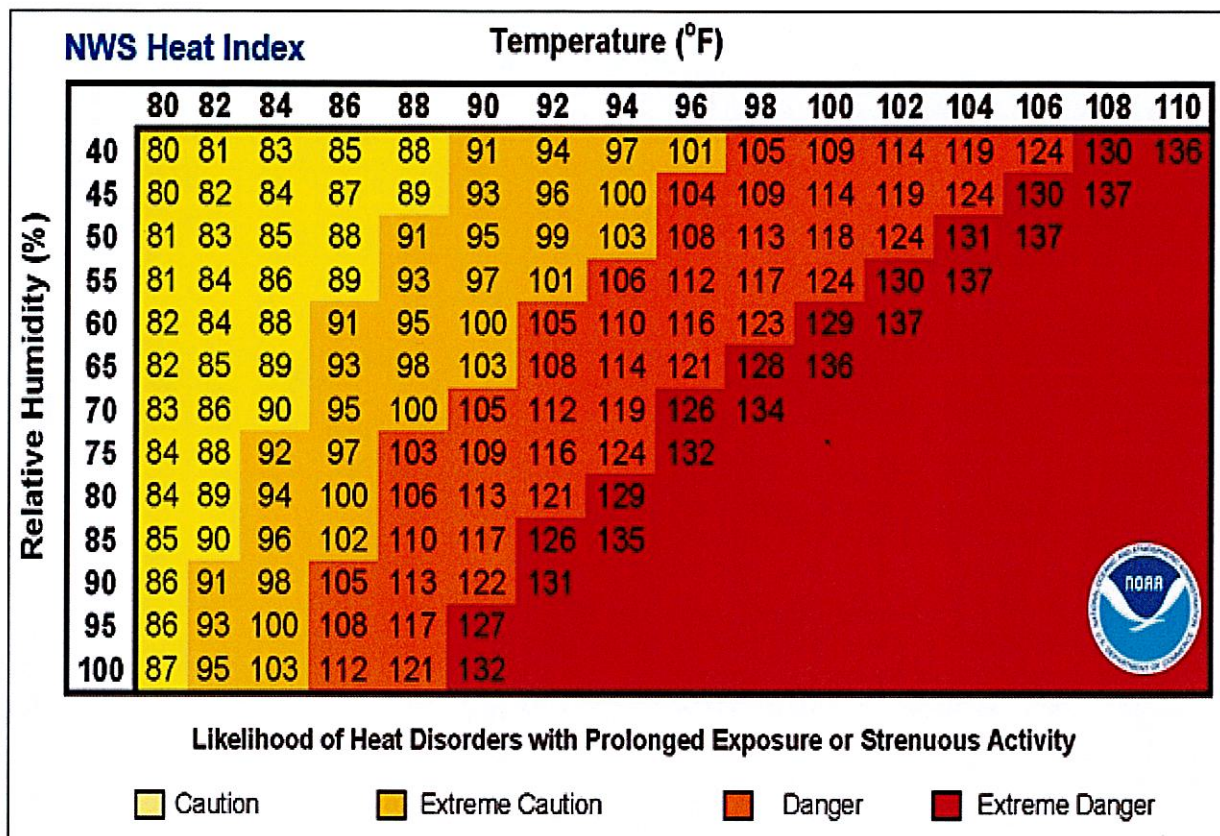 NWS Heat Index
Temperature (°F)
80 82 84 86 88 90 92 94 96 98 100 102 104 106 108 110
Relative Humidity (%)
40 80 81 83 85 88 91 94 97 101 105 109 114 119 124 130 136
45 80 82 84 87 89 93 96 100 104 109 114 119 124 130 137
50 81 83 85 88 91 95 99 103 108 113 118 124 131 137
55 81 84 86 89 93 97 101 106 112 117 124 130 137
60 82 84 88 91 95 100 105 110 116 123 129 137
65 82 85 89 93 98 103 108 114 121 128 136
70 83 86 90 95 100 105 112 119 126 134
75 84 88 92 97 103 109 116 124 132
80 84 89 94 100 106 113 121 129
85 85 90 96 102 110 117 126 135
90 86 91 98 105 113 122 131
95 86 93 100 108 117 127
100 87 95 103 112 121 132
NATIONAL OCEANIC AND ATMOSPHERIC ADMINISTRATION
NOAA
U.S. DEPARTMENT OF COMMERCE
Likelihood of Heat Disorders with Prolonged Exposure or Strenuous Activity
Caution
Extreme Caution
Danger
Extreme Danger